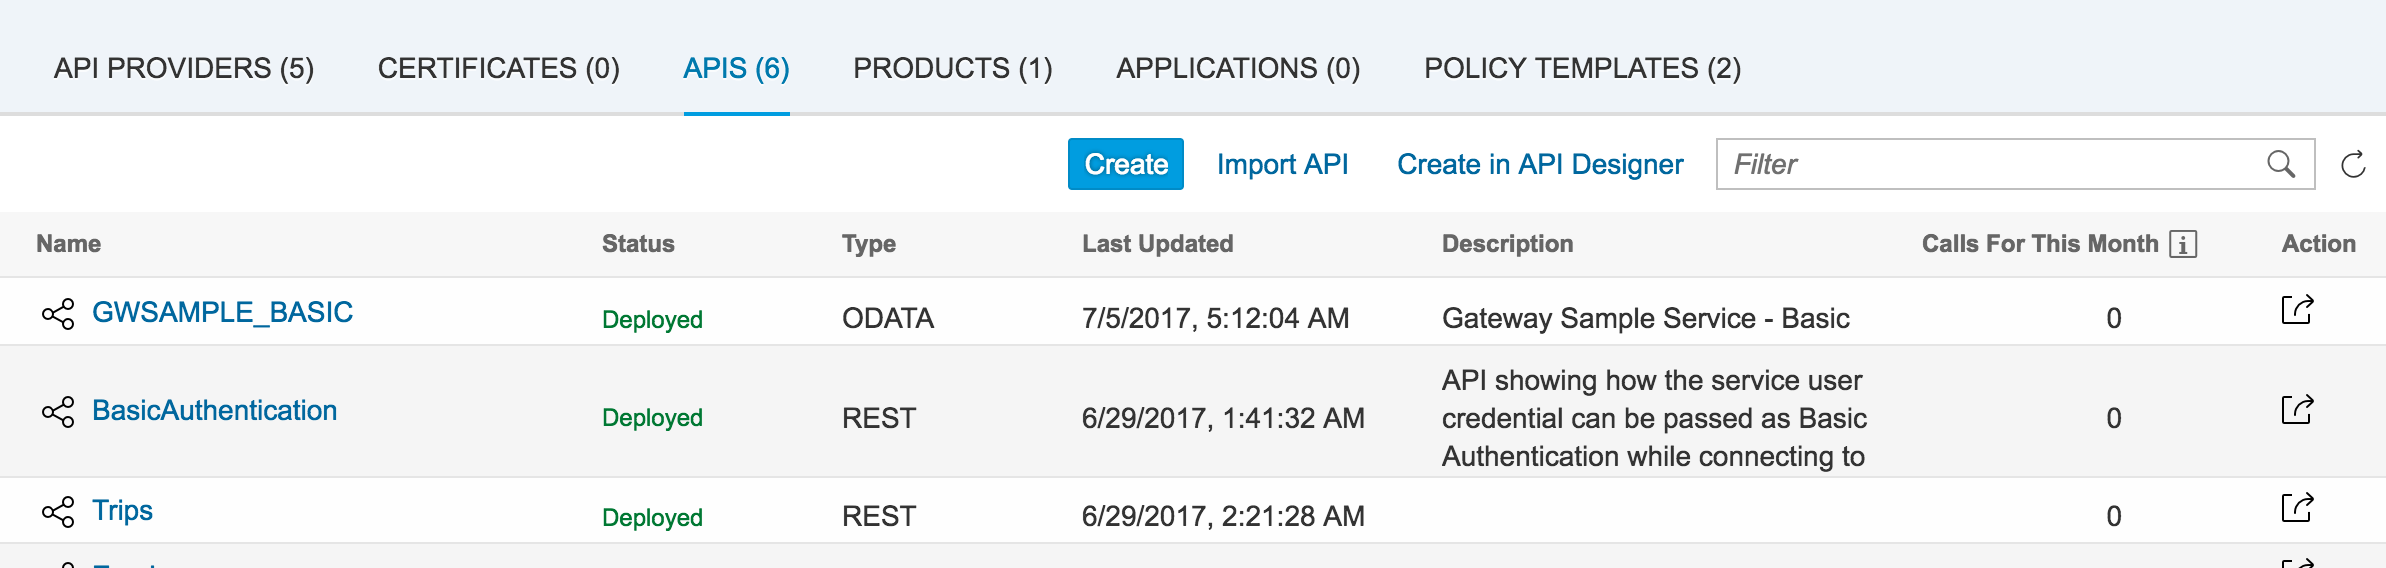 API PROVIDERS (5) CERTIFICATES (0) APIS (6) PRODUCTS (1) APPLICATIONS (0) POLICY TEMPLATES (2)
Create Import API Create in API Designer Filter
Name Status Type Last Updated Description Calls For This Month Action
GWSAMPLE_BASIC Deployed ODATA 7/5/2017, 5:12:04 AM Gateway Sample Service - Basic 0
BasicAuthentication Deployed REST 6/29/2017, 1:41:32 AM API showing how the service user
credential can be passed as Basic
Authentication while connecting to
0
Trips Deployed REST 6/29/2017, 2:21:28 AM 0